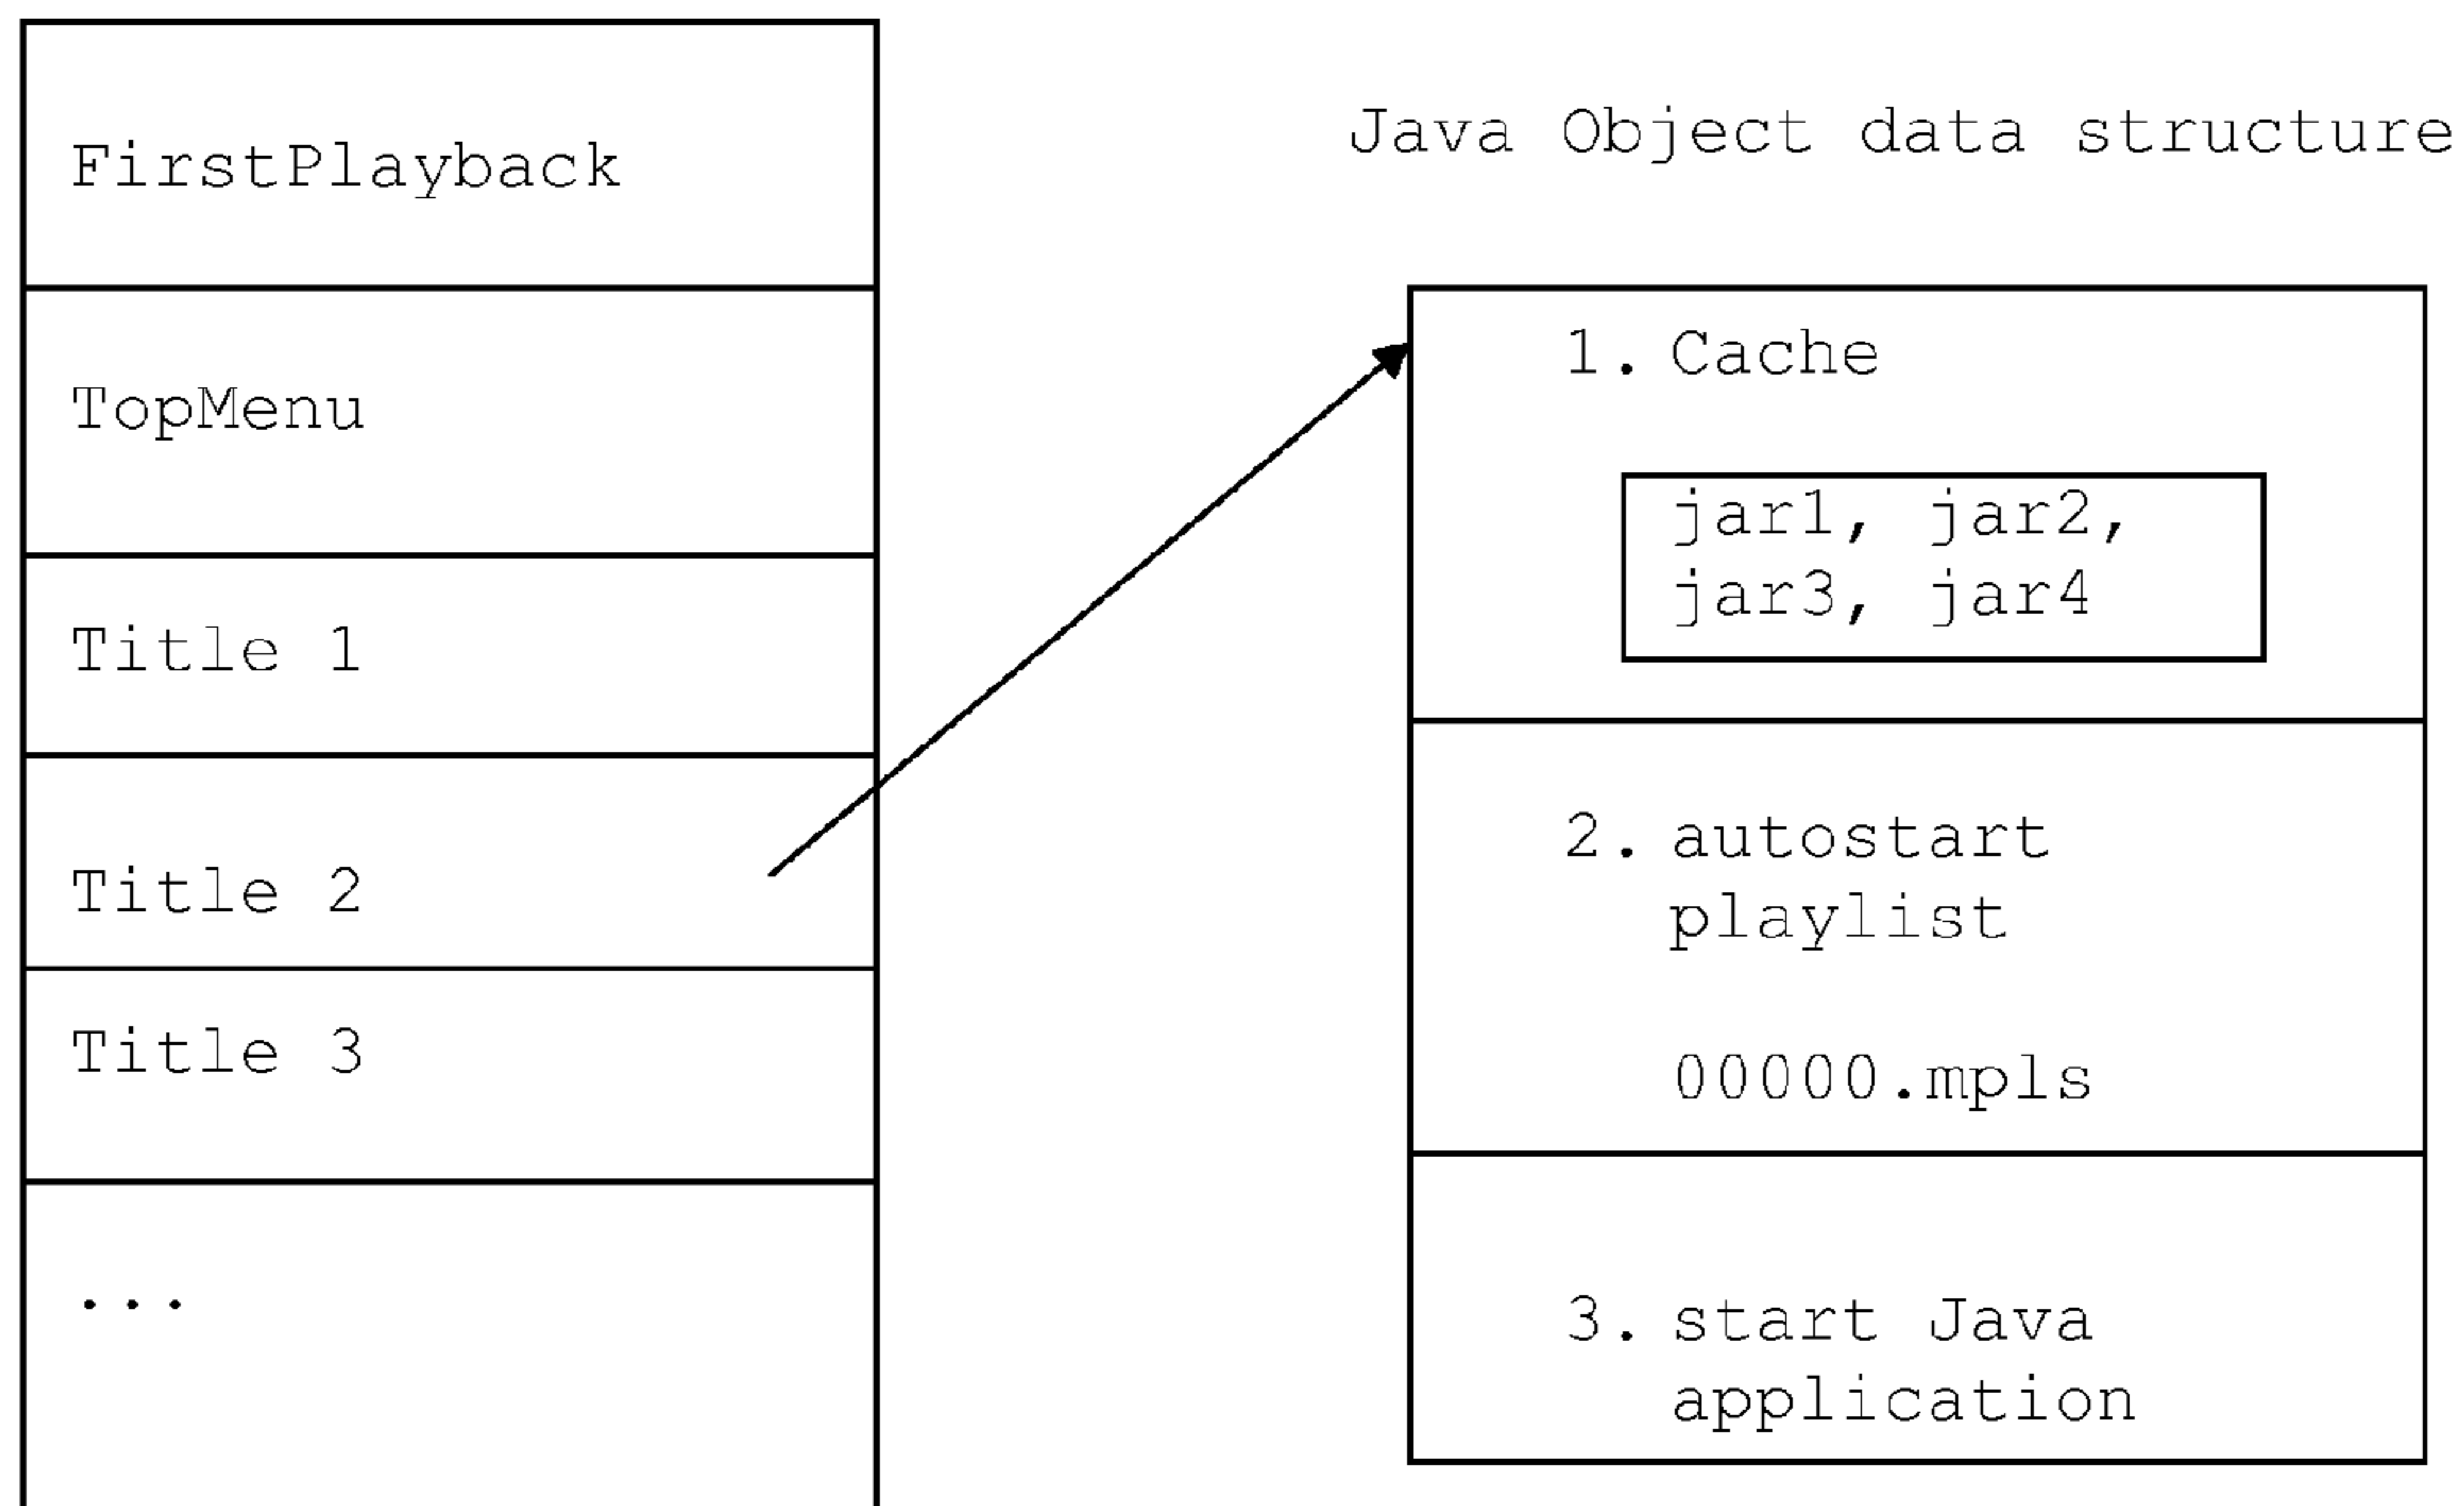 FirstPlayback
TopMenu
Title 1
Title 2
Title 3
...
Java Object data structure
1. Cache
jar1, jar2,
jar3, jar4
2. autostart
playlist
00000.mpls
3. start Java
application